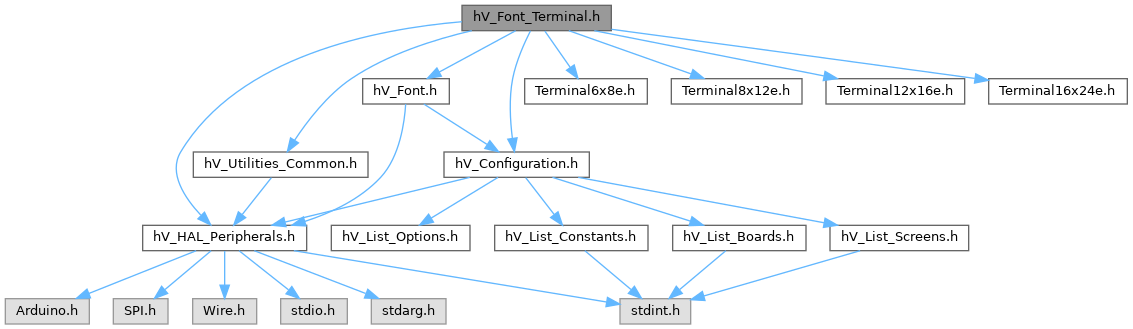 hV_Font_Terminal.h
hV_Font.h
Terminal6x8e.h
Terminal8x12e.h
Terminal12x16e.h
Terminal16x24e.h
hV_Utilities_Common.h
hV_Configuration.h
hV_HAL_Peripherals.h
hV_List_Options.h
hV_List_Constants.h
hV_List_Boards.h
hV_List_Screens.h
Arduino.h
SPI.h
Wire.h
stdio.h
stdarg.h
stdint.h